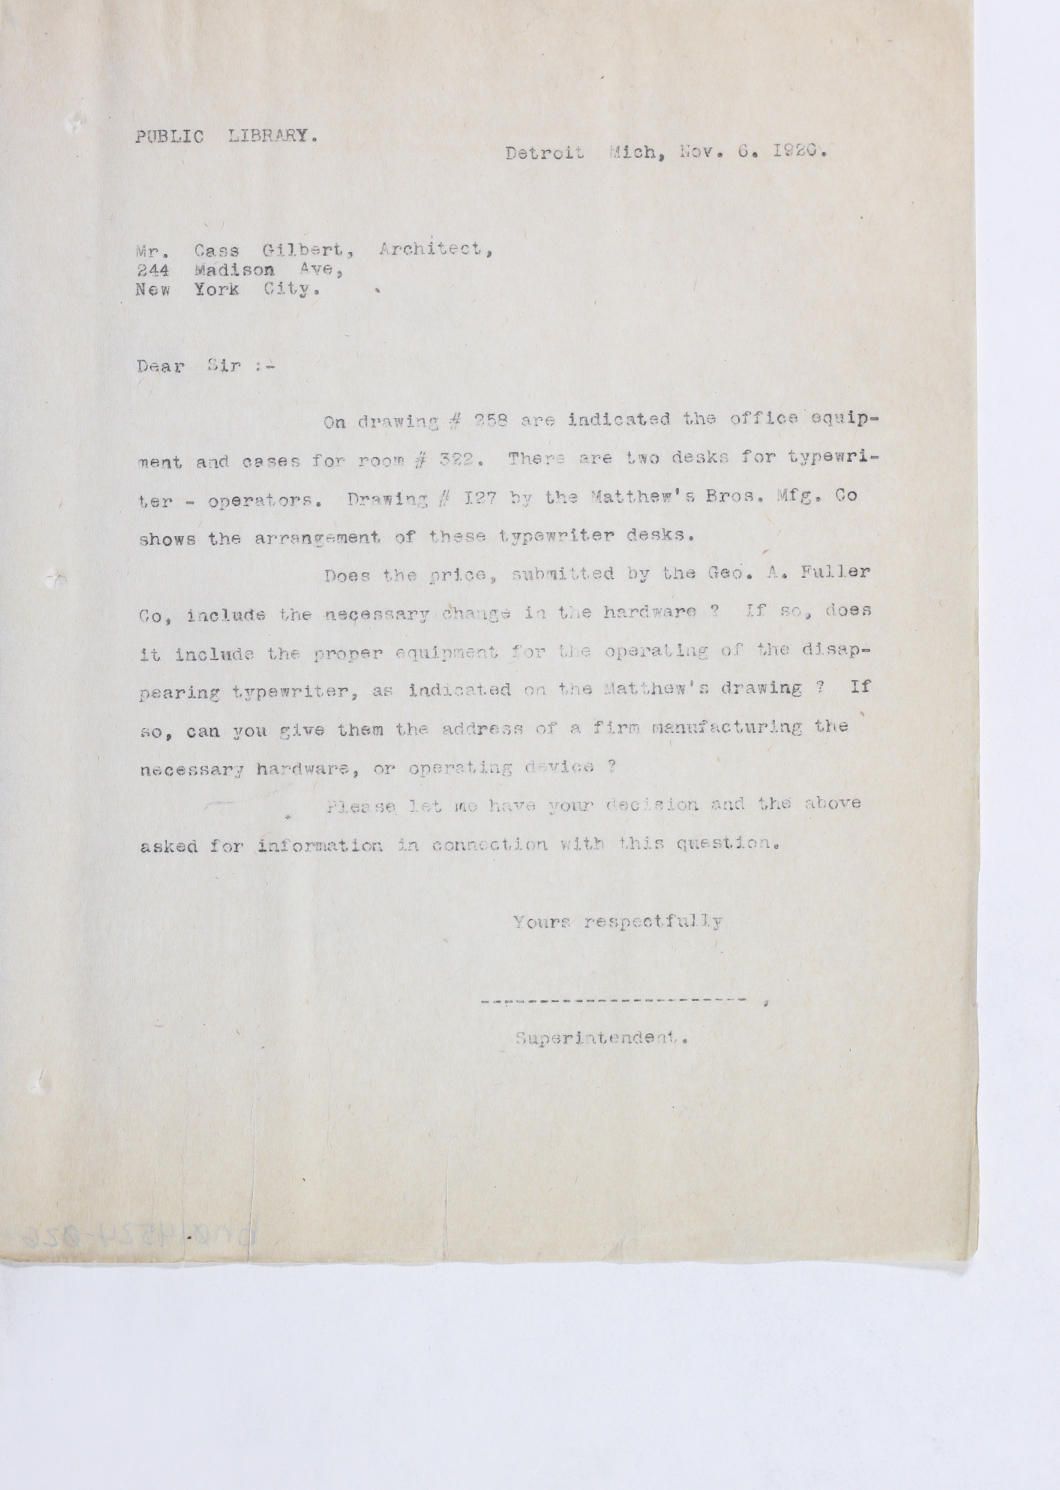 PUBLIC LIBRARY.
Detroit Mich, Nov. 6. I920.
Mr. Cass Gilbert, Architect,
244 Madison Ave,
New York City.
Dear Sir :-
On drawing # 258 are indicated the office equip-
ment and cases for room # 322. There are two desks for typewri-
ter - operators. Drawing # I27 by the Matthew's Bros. Mfg. Co
shows the arrangement of these typewriter desks.
Does the price, submitted by the Geo. A. Fuller
Co, include the necessary change in the hardware ? If so, does
it include the proper equipment for the operating of the disap-
pearing typewriter, as indicated on the Matthew's drawing ? If
so, can you give them the address of a firm manufacturing the
necessary hardware, or operating device ?
Please let me have your decision and the above
asked for information in connection with this question.
Yours respectfully
----------------------- ,
Superintendent.